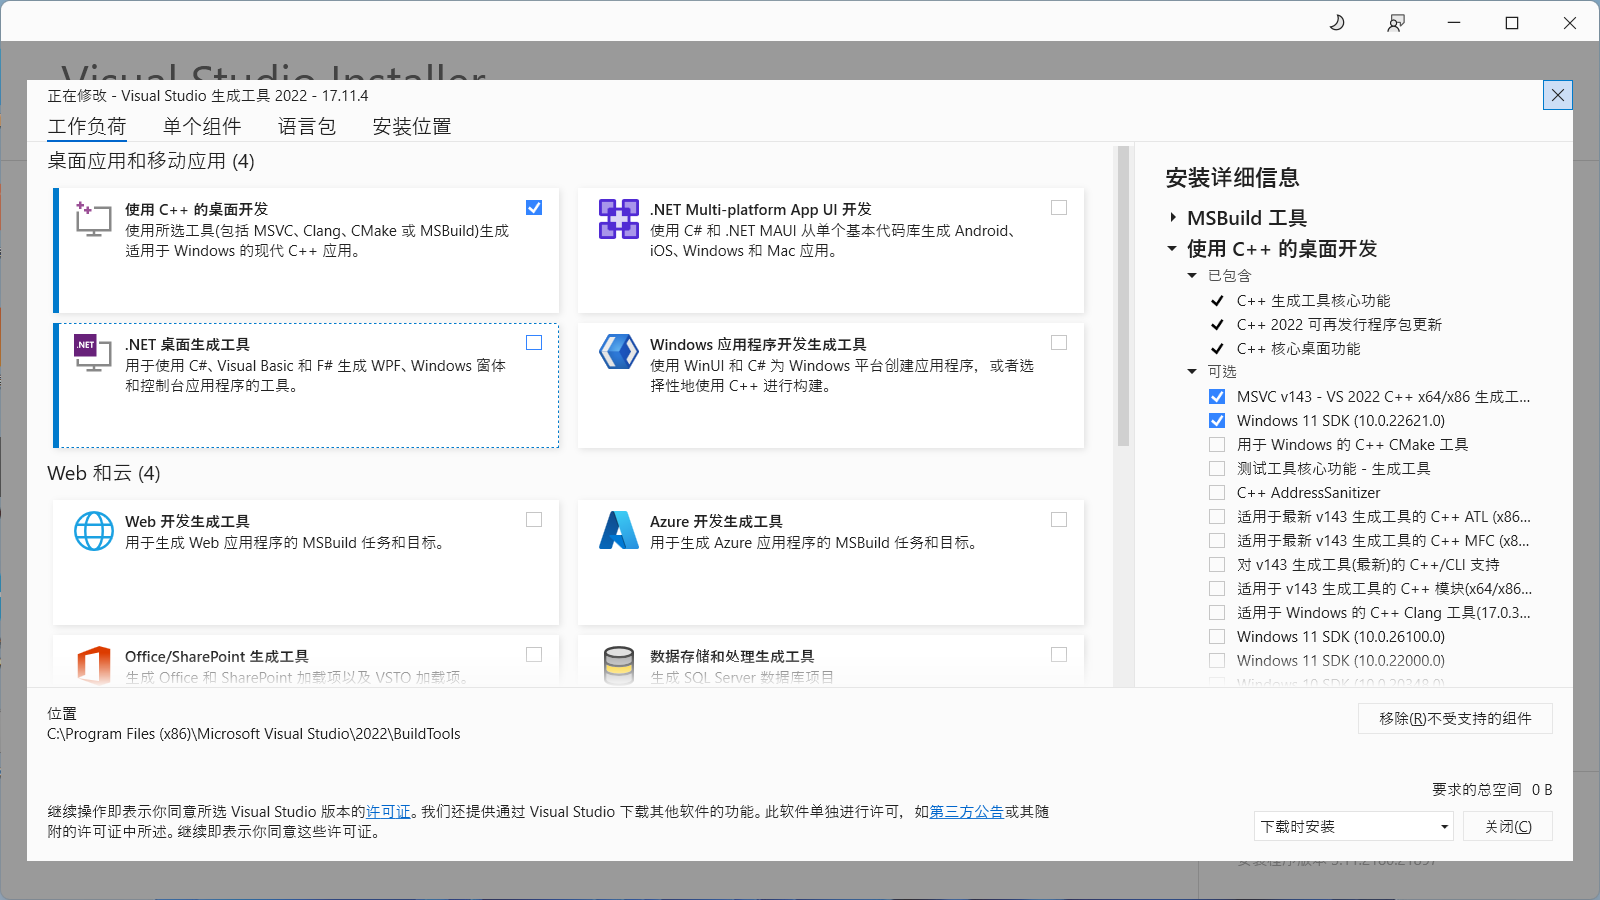 Visual Studio Installer
正在修改 - Visual Studio 生成工具 2022 - 17.11.4
工作负荷 单个组件 语言包 安装位置
桌面应用和移动应用 (4)
使用 C++ 的桌面开发
使用所选工具(包括 MSVC、Clang、CMake 或 MSBuild)生成
适用于 Windows 的现代 C++ 应用。
.NET Multi-platform App UI 开发
使用 C# 和 .NET MAUI 从单个基本代码库生成 Android、
iOS、Windows 和 Mac 应用。
.NET
.NET 桌面生成工具
用于使用 C#、Visual Basic 和 F# 生成 WPF、Windows 窗体
和控制台应用程序的工具。
Windows 应用程序开发生成工具
使用 WinUI 和 C# 为 Windows 平台创建应用程序，或者选
择性地使用 C++ 进行构建。
Web 和云 (4)
Web 开发生成工具
用于生成 Web 应用程序的 MSBuild 任务和目标。
Azure 开发生成工具
用于生成 Azure 应用程序的 MSBuild 任务和目标。
Office/SharePoint 生成工具
生成 Office 和 SharePoint 加载项以及 VSTO 加载项。
数据存储和处理生成工具
生成 SQL Server 数据库项目
安装详细信息
MSBuild 工具
使用 C++ 的桌面开发
已包含
C++ 生成工具核心功能
C++ 2022 可再发行程序包更新
C++ 核心桌面功能
可选
MSVC v143 - VS 2022 C++ x64/x86 生成工...
Windows 11 SDK (10.0.22621.0)
用于 Windows 的 C++ CMake 工具
测试工具核心功能 - 生成工具
C++ AddressSanitizer
适用于最新 v143 生成工具的 C++ ATL (x86...
适用于最新 v143 生成工具的 C++ MFC (x8...
对 v143 生成工具(最新)的 C++/CLI 支持
适用于 v143 生成工具的 C++ 模块(x64/x86...
适用于 Windows 的 C++ Clang 工具(17.0.3...
Windows 11 SDK (10.0.26100.0)
Windows 11 SDK (10.0.22000.0)
Windows 10 SDK (10.0.20348.0)
位置
C:\Program Files (x86)\Microsoft Visual Studio\2022\BuildTools
移除(R)不受支持的组件
要求的总空间 0 B
继续操作即表示你同意所选 Visual Studio 版本的许可证。我们还提供通过 Visual Studio 下载其他软件的功能。此软件单独进行许可，如第三方公告或其随
附的许可证中所述。继续即表示你同意这些许可证。
下载时安装
关闭(C)